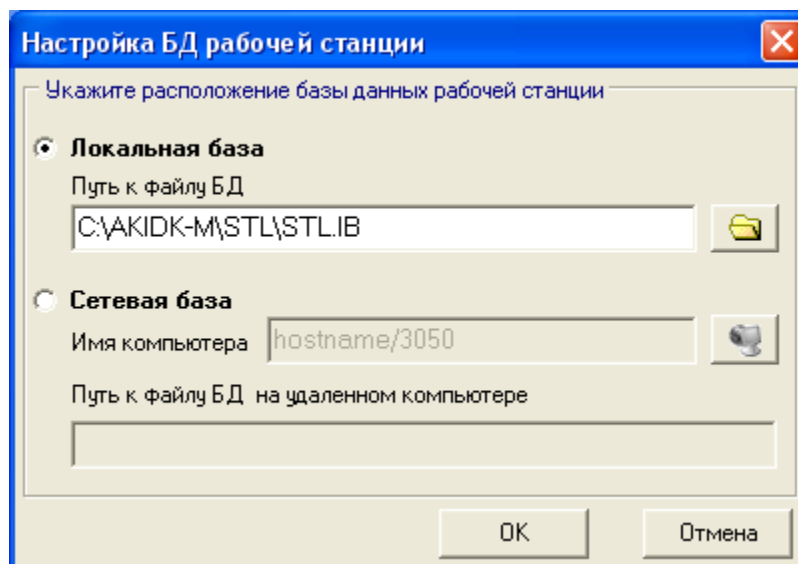 Настройка БД рабочей станции
Укажите расположение базы данных рабочей станции
Локальная база
Путь к файлу БД
C:\AKIDK-M\STL\STL.IB
Сетевая база
Имя компьютера hostname/3050
Путь к файлу БД на удаленном компьютере
OK Отмена